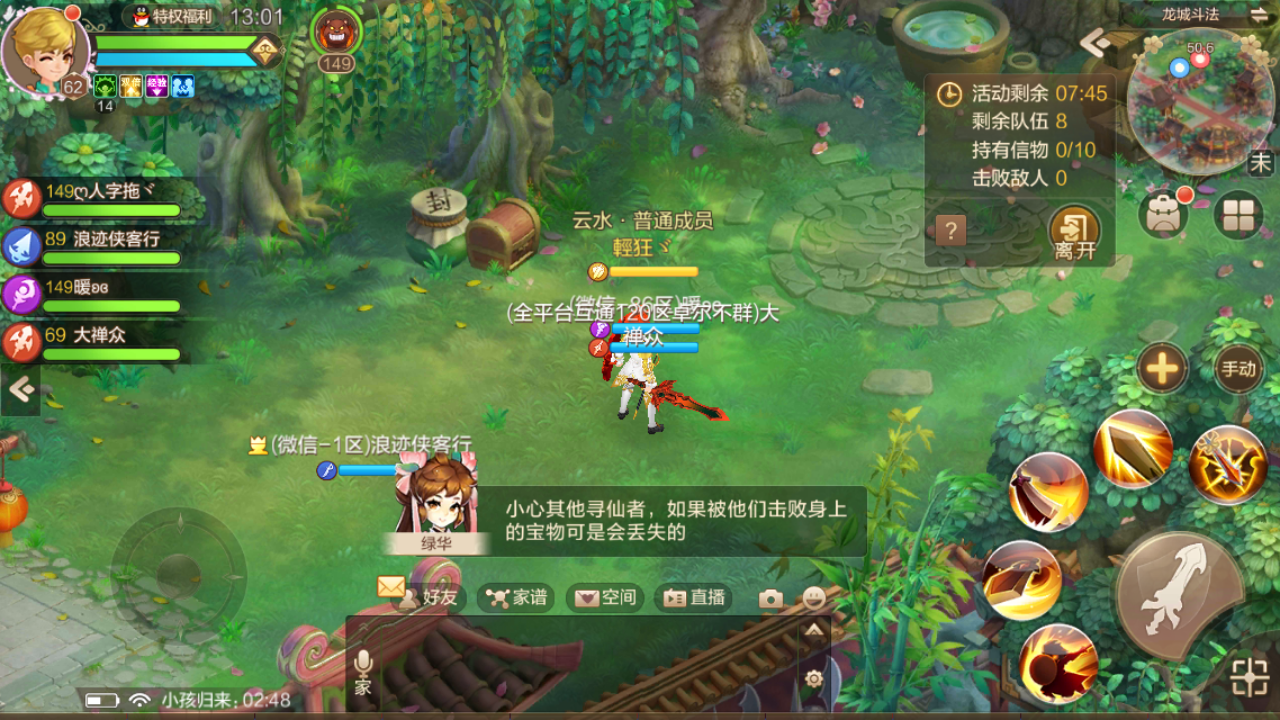 特权福利 13:01
龙城斗法
62
149
双倍
经验
14
50,6
活动剩余 07:45
剩余队伍 8
持有信物 0/10
击败敌人 0
未
?
离开
149ღ人字拖ヾ
89 浪迹侠客行
149暖ʚɞ
69 大禅众
封
云水·普通成员
輕狂ヾ
(全平台互通120区卓尔不群)大
禅众
手动
(微信-1区)浪迹侠客行
小心其他寻仙者，如果被他们击败身上
的宝物可是会丢失的
绿华
好友 家谱 空间 直播
家
小孩归来：02:48